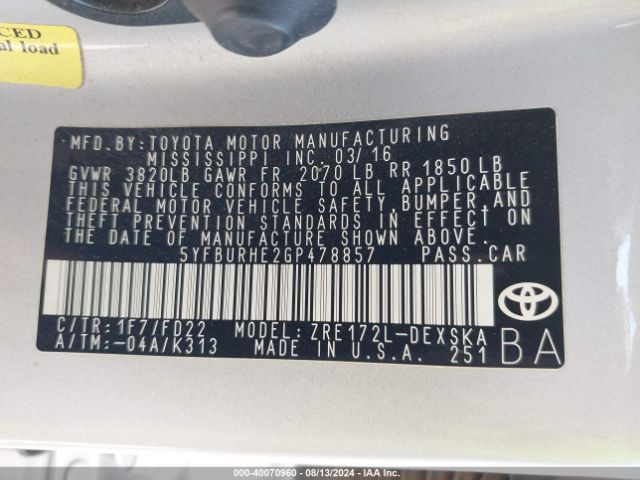 CED
al load
MFD.BY:TOYOTA MOTOR MANUFACTURING
MISSISSIPPI INC. 03/16
GVWR 3820LB GAWR FR 2070 LB RR 1850LB
THIS VEHICLE CONFORMS TO ALL APPLICABLE
FEDERAL MOTOR VEHICLE SAFETY, BUMPER, AND
THEFT PREVENTION STANDARDS IN EFFECT ON
THE DATE OF MANUFACTURE SHOWN ABOVE.
5YFBURHE2GP478857 PASS.CAR
C/TR:1F7/FD22 MODEL: ZRE172L-DEXSKA
A/TM:-04A/K313 MADE IN U.S.A. 251
BA
000-40070960 - 08/13/2024 - IAA, Inc.